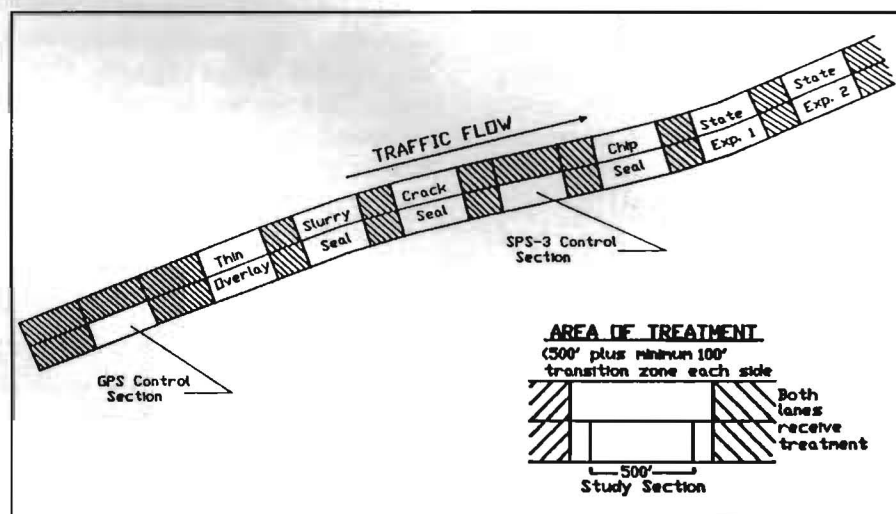 TRAFFIC FLOW
Thin
Overlay
Slurry
Seal
Crack
Seal
Chip
Seal
State
Exp. 1
State
Exp. 2
GPS Control
Section
SPS-3 Control
Section
AREA OF TREATMENT
(500' plus minimum 100'
transition zone each side
Both
lanes
receive
treatment
500'
Study Section